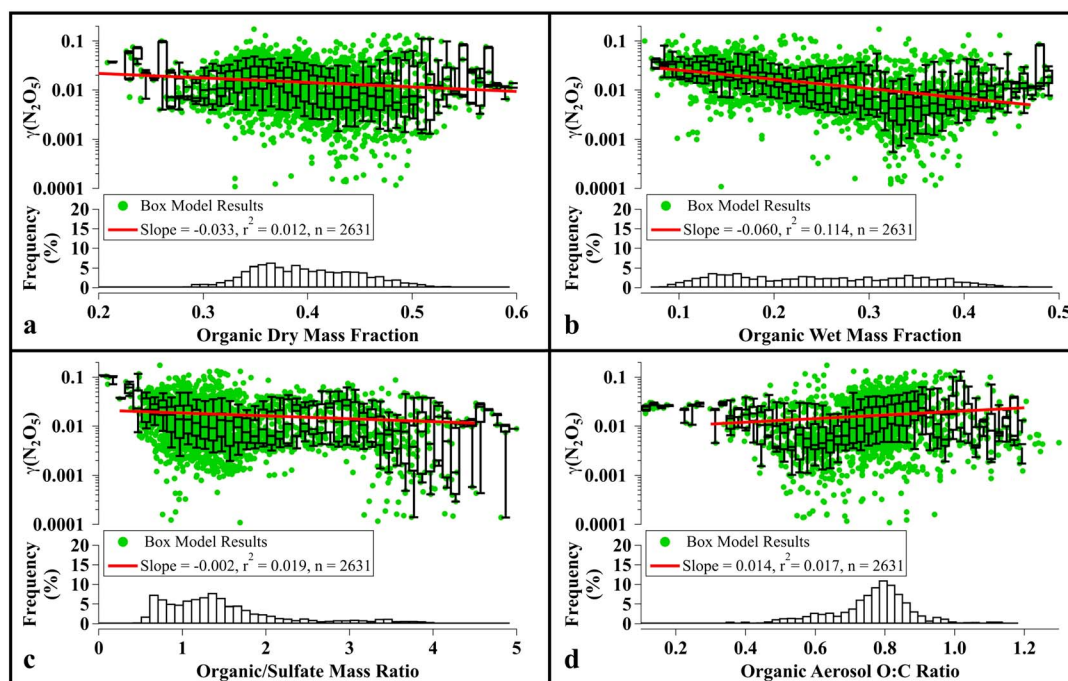 0.1
0.01
0.001
0.0001
γ(N₂O₅)
20
15
10
5
0
Frequency
(%)
Box Model Results
Slope = -0.033, r² = 0.012, n = 2631
0.2 0.3 0.4 0.5 0.6
a Organic Dry Mass Fraction
0.1
0.01
0.001
0.0001
γ(N₂O₅)
20
15
10
5
0
Frequency
(%)
Box Model Results
Slope = -0.060, r² = 0.114, n = 2631
0.1 0.2 0.3 0.4 0.5
b Organic Wet Mass Fraction
0.1
0.01
0.001
0.0001
γ(N₂O₅)
20
15
10
5
0
Frequency
(%)
Box Model Results
Slope = -0.002, r² = 0.019, n = 2631
0 1 2 3 4 5
c Organic/Sulfate Mass Ratio
0.1
0.01
0.001
0.0001
γ(N₂O₅)
20
15
10
5
0
Frequency
(%)
Box Model Results
Slope = 0.014, r² = 0.017, n = 2631
0.2 0.4 0.6 0.8 1.0 1.2
d Organic Aerosol O:C Ratio